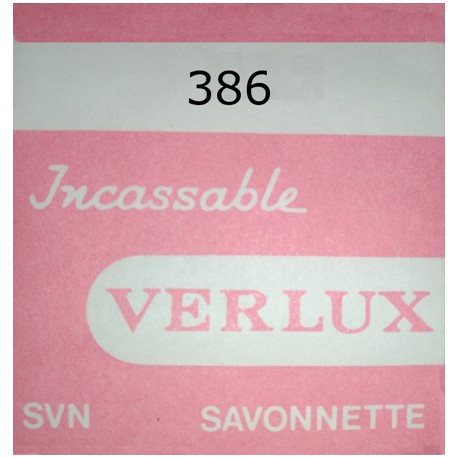 386
Incassable
VERLUX
SVN SAVONNETTE